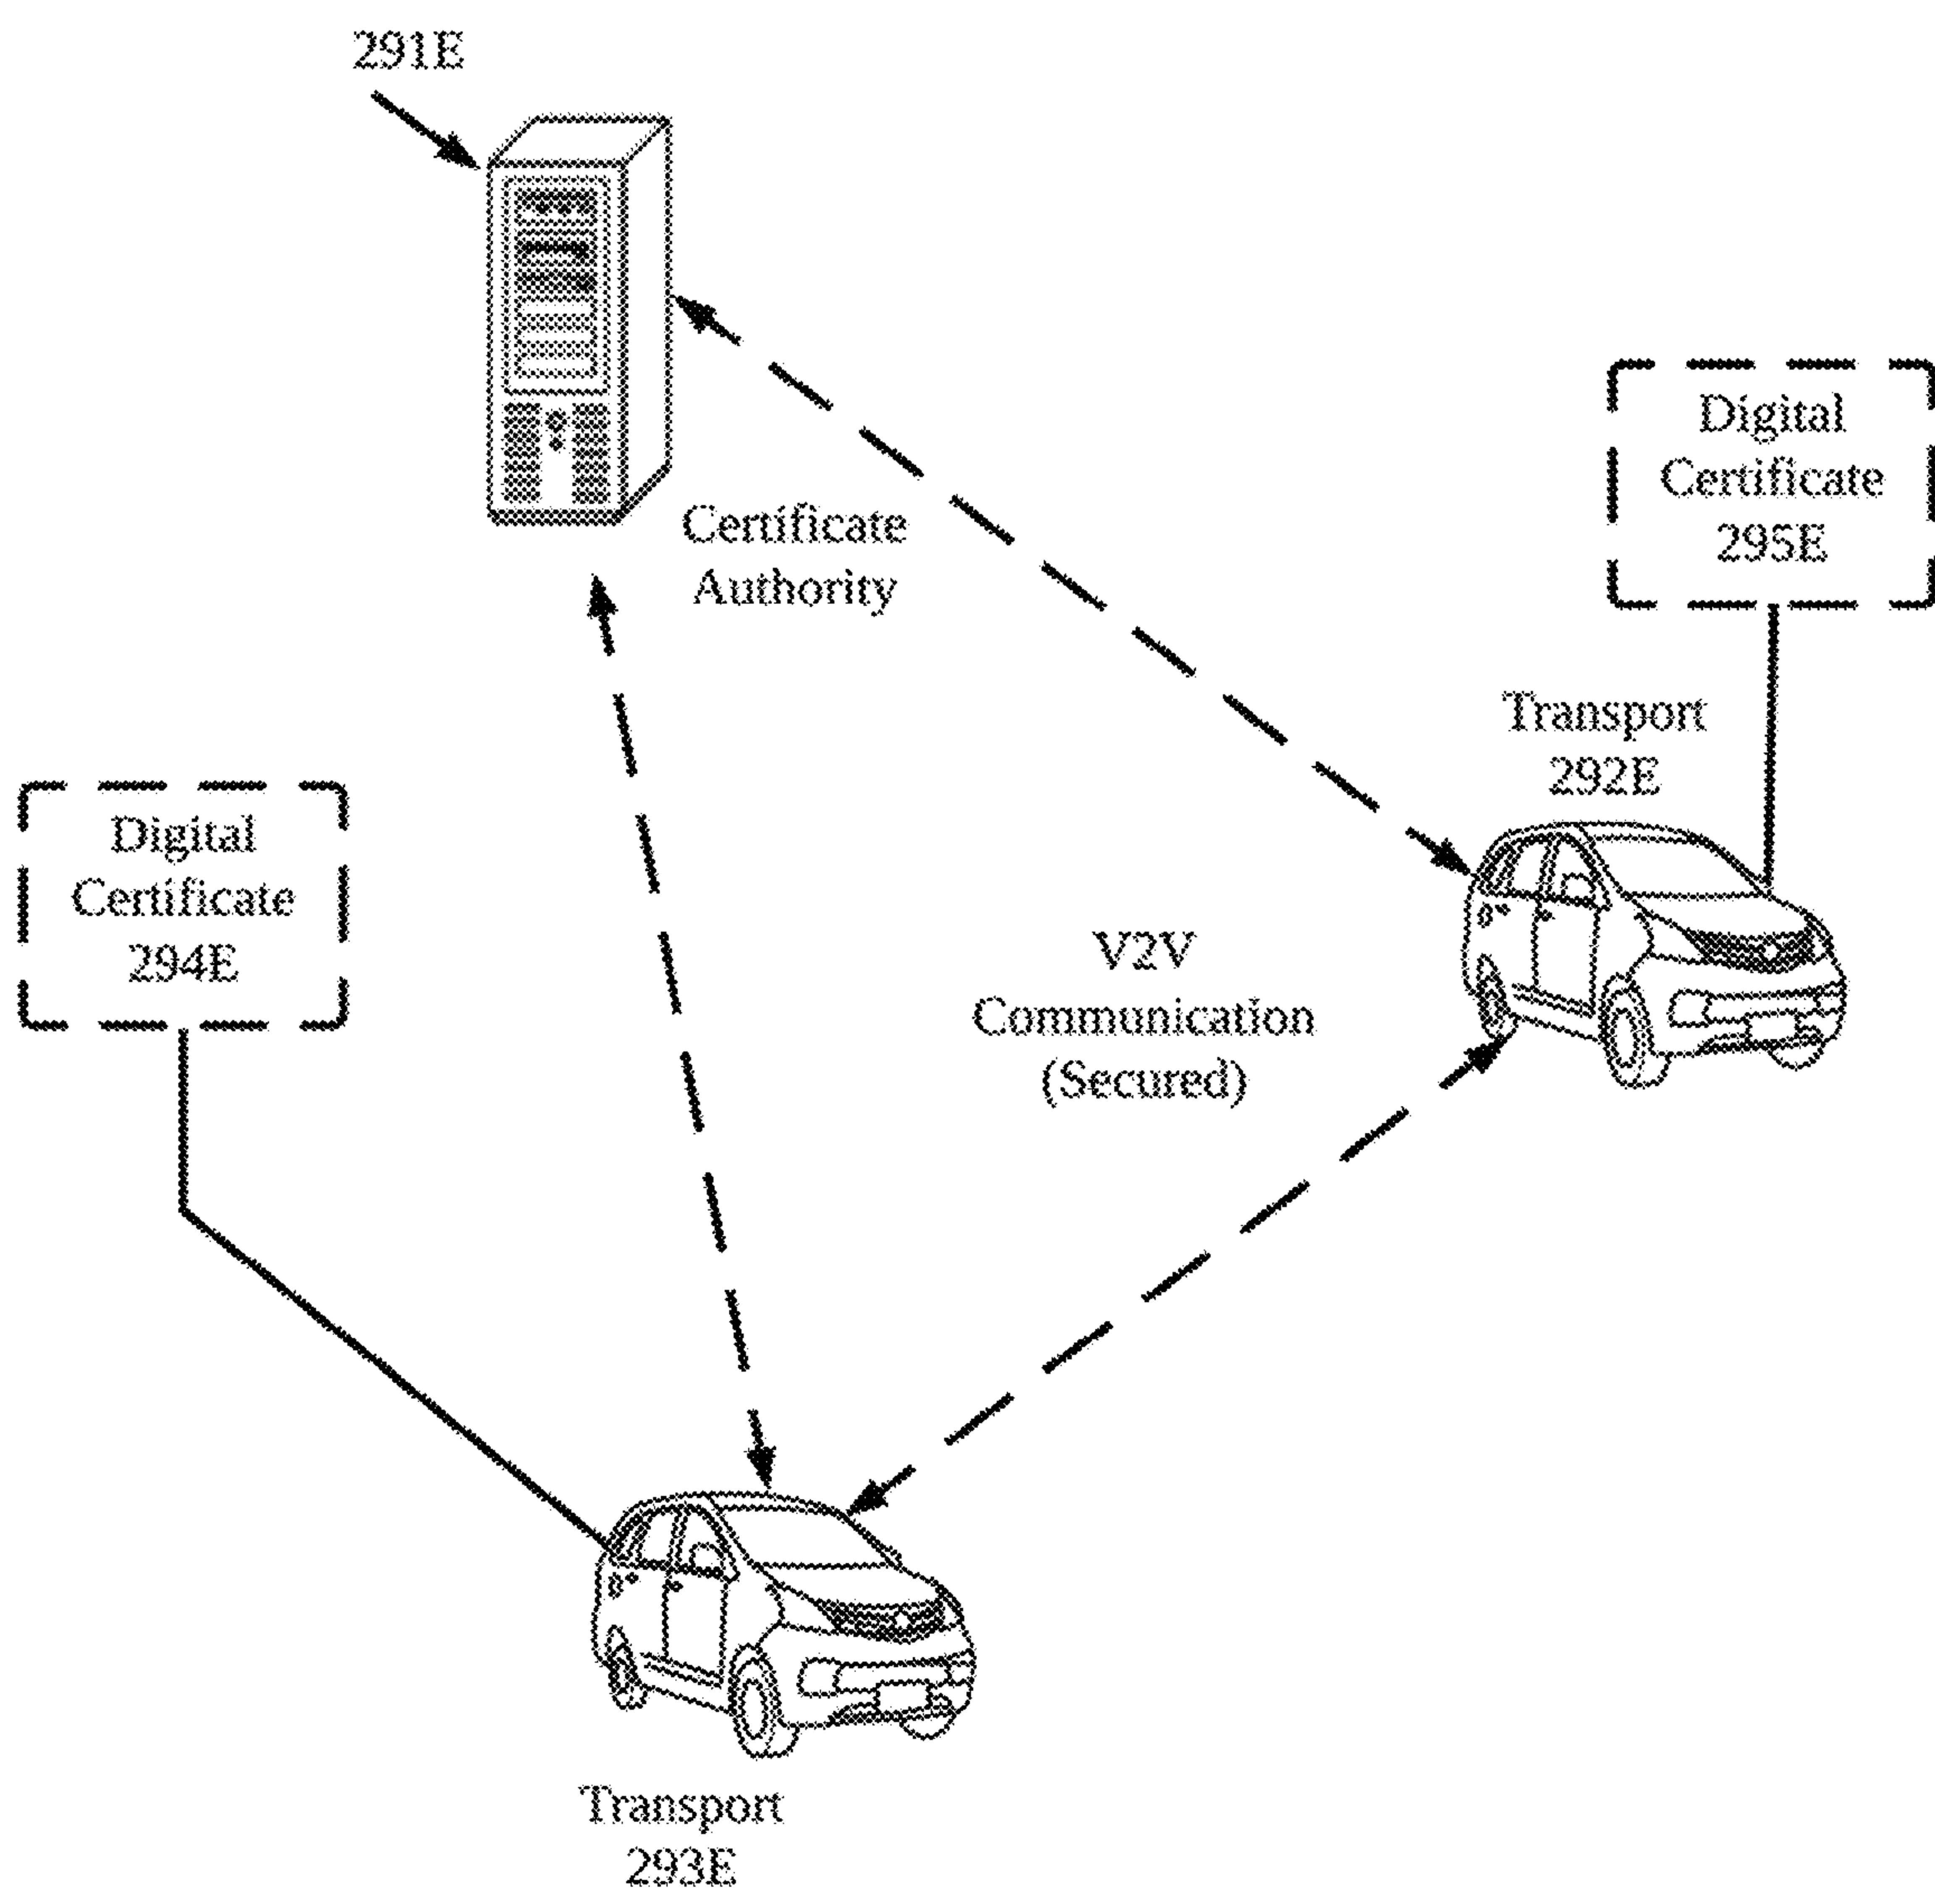 291E
Certificate
Authority
Digital
Certificate
295E
Transport
292E
Digital
Certificate
294E
V2V
Communication
(Secured)
Transport
293E